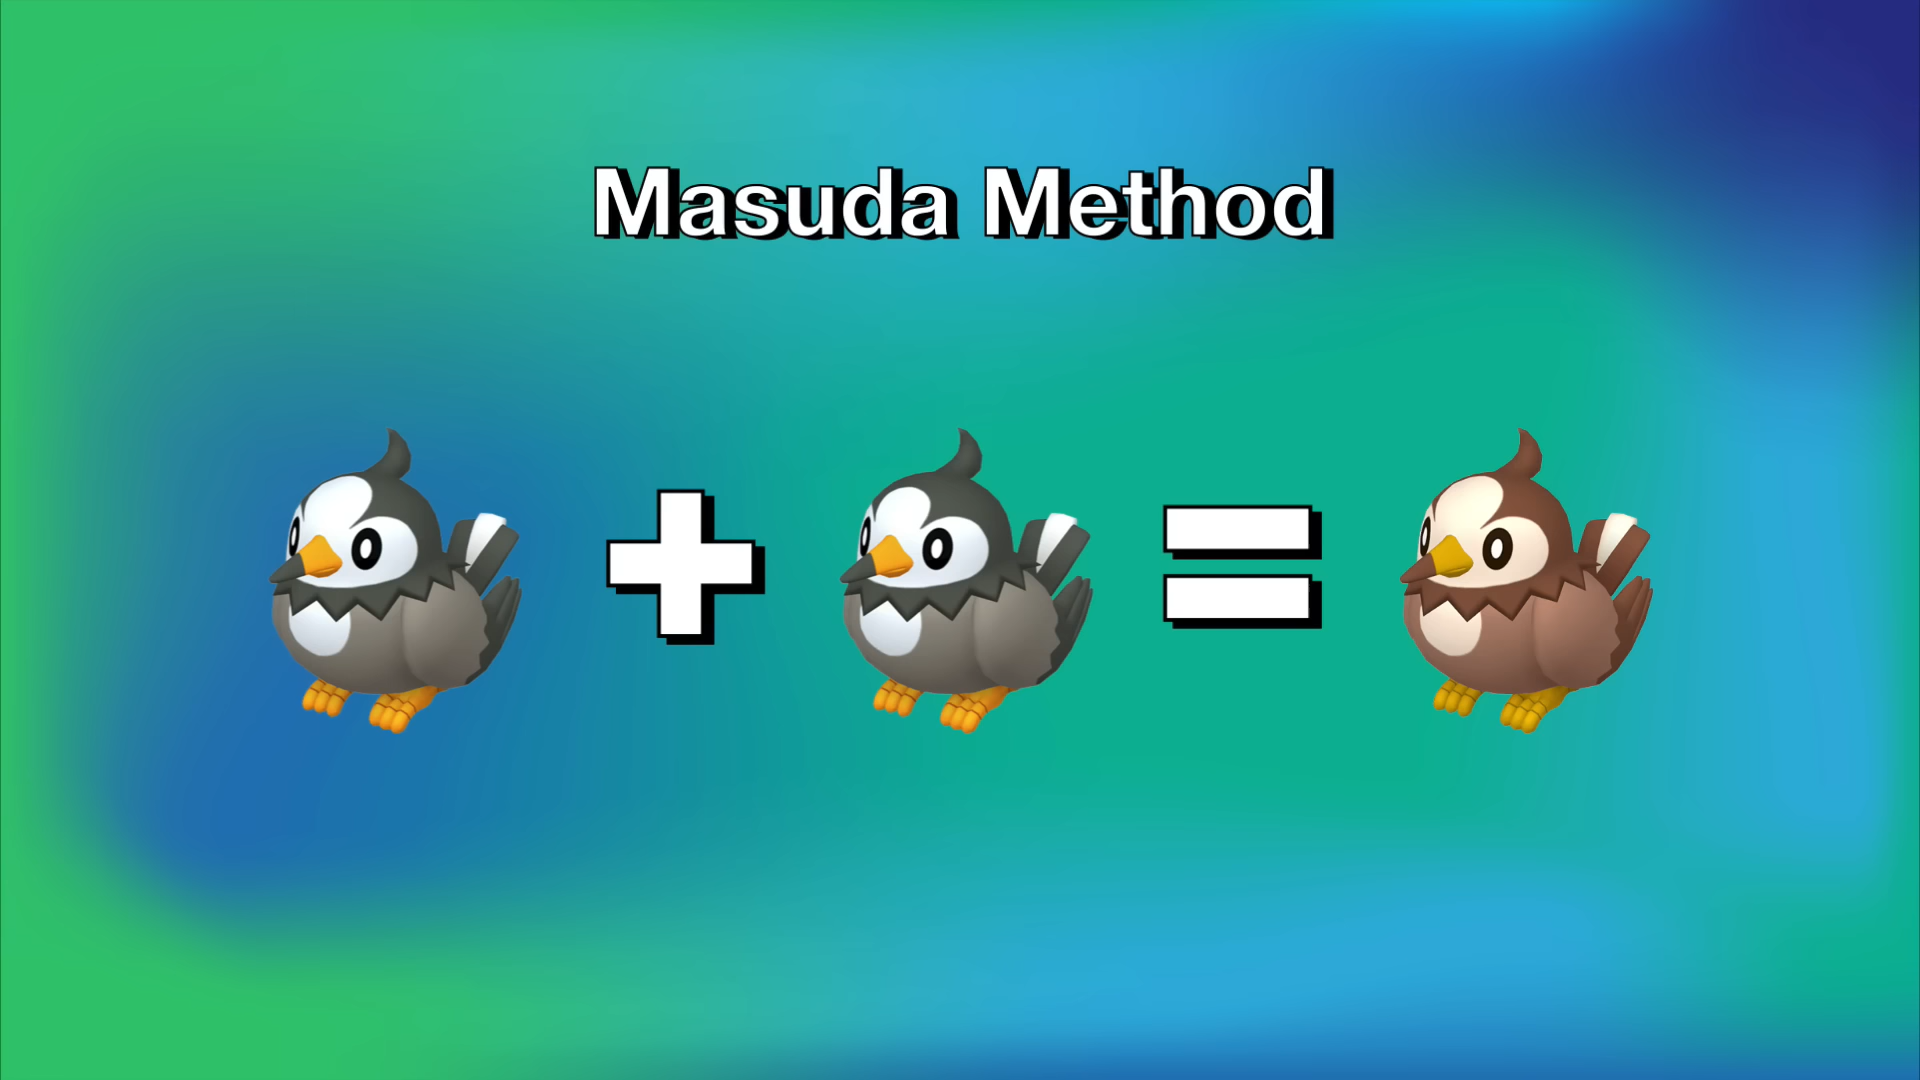 Masuda Method
+ =